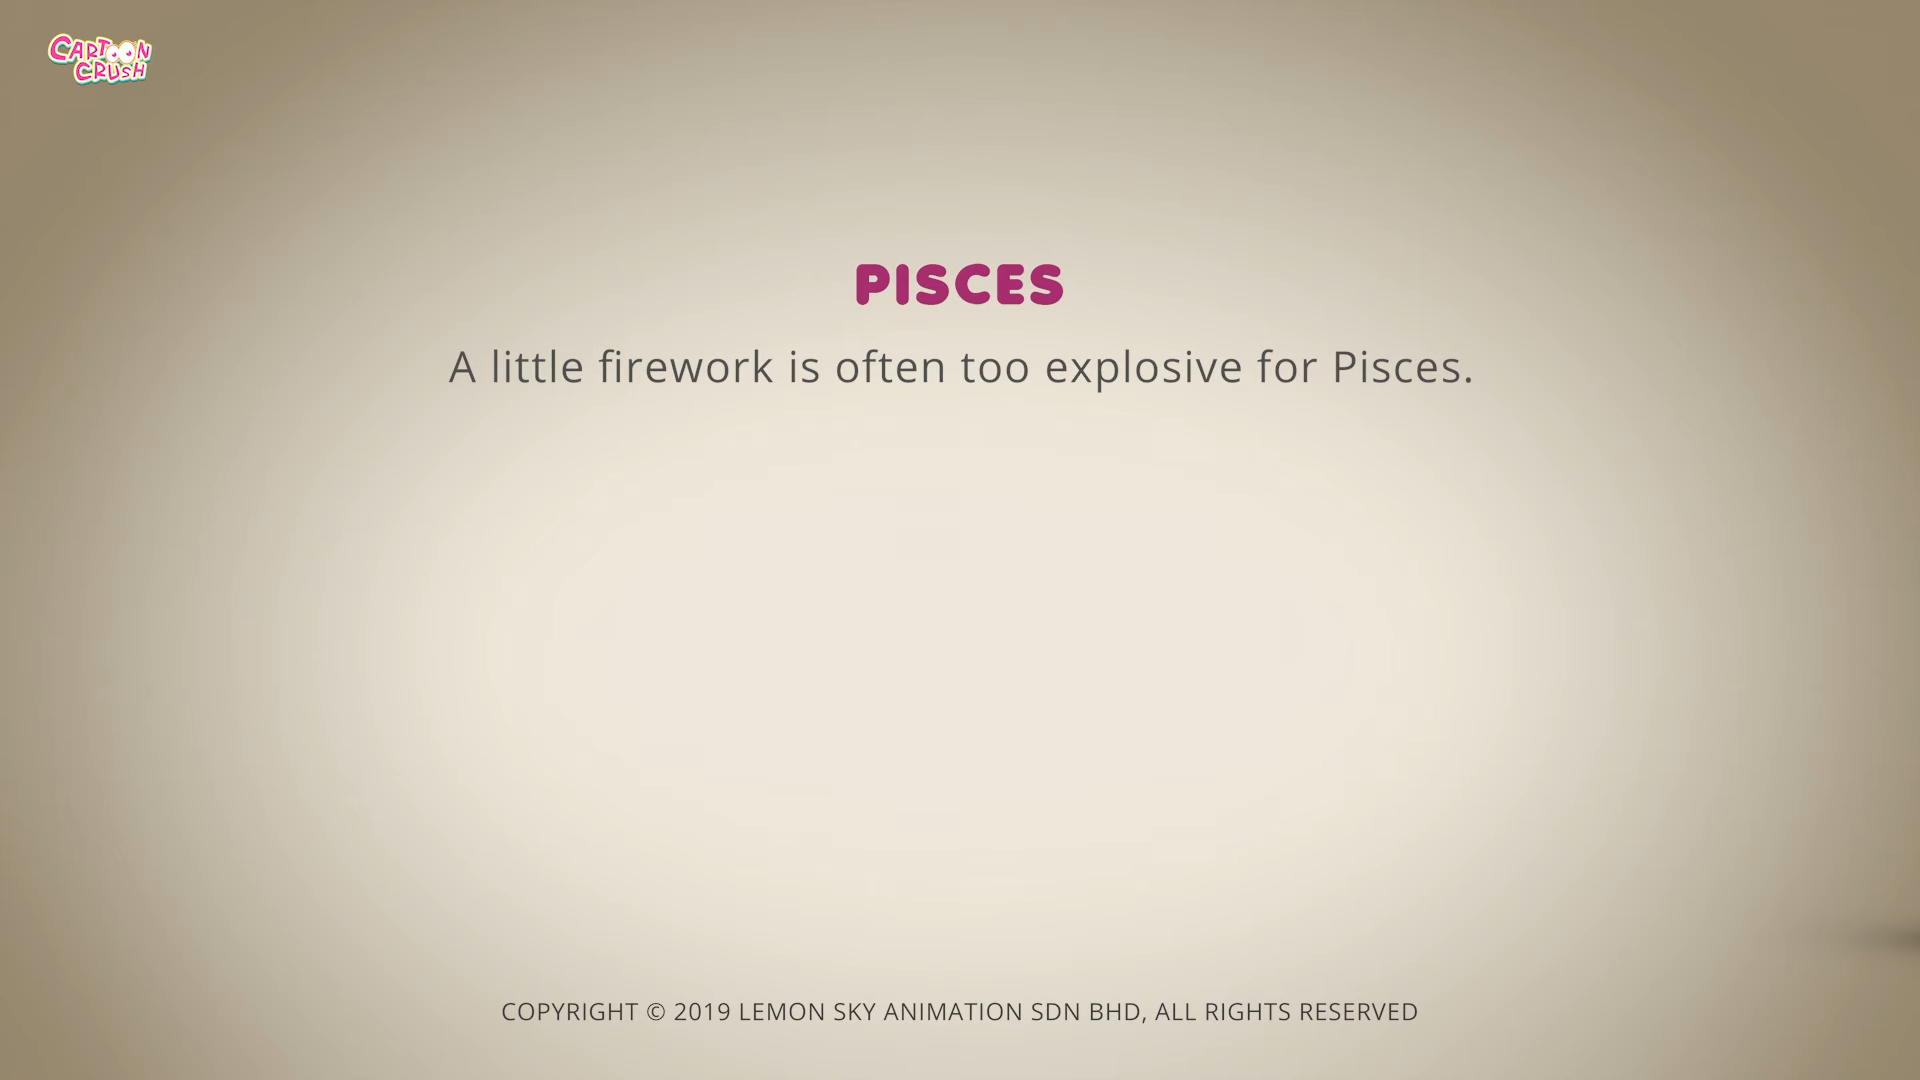 CARTOON
CRUSH
PISCES
A little firework is often too explosive for Pisces.
COPYRIGHT © 2019 LEMON SKY ANIMATION SDN BHD, ALL RIGHTS RESERVED